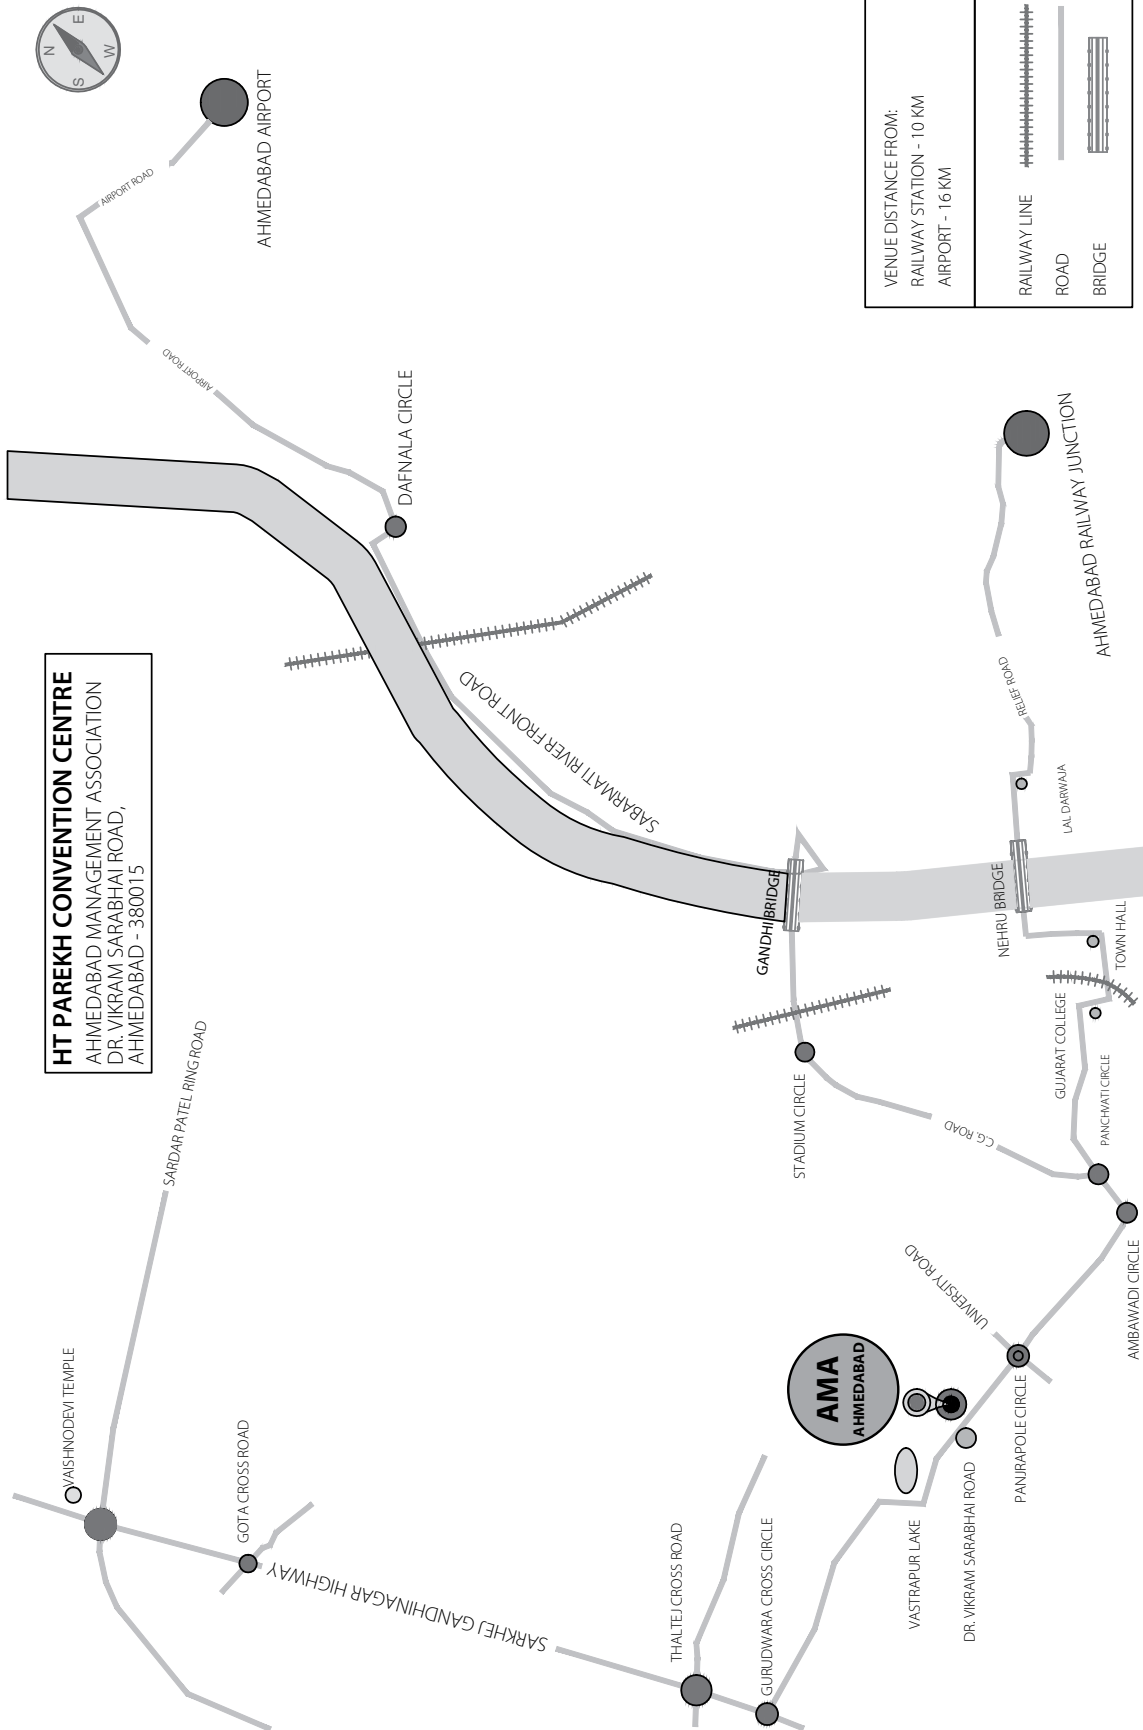 HT PAREKH CONVENTION CENTRE
AHMEDABAD MANAGEMENT ASSOCIATION
DR. VIKRAM SARABHAI ROAD,
AHMEDABAD - 380015
N
E
S
W
AHMEDABAD AIRPORT
AIRPORT ROAD
AIRPORT ROAD
DAFNALA CIRCLE
SABARMATI RIVER FRONT ROAD
SARDAR PATEL RING ROAD
VAISHNODEVI TEMPLE
GOTA CROSS ROAD
SARKHEJ GANDHINAGAR HIGHWAY
THALTEJ CROSS ROAD
GURUDWARA CROSS CIRCLE
GANDHI BRIDGE
STADIUM CIRCLE
C.G. ROAD
AMA
AHMEDABAD
VASTRAPUR LAKE
DR. VIKRAM SARABHAI ROAD
UNIVERSITY ROAD
PANJRAPOLE CIRCLE
AMBAWADI CIRCLE
PANCHVATI CIRCLE
GUJARAT COLLEGE
TOWN HALL
NEHRU BRIDGE
LAL DARWAJA
RELIEF ROAD
AHMEDABAD RAILWAY JUNCTION
VENUE DISTANCE FROM:
RAILWAY STATION - 10 KM
AIRPORT - 16 KM
RAILWAY LINE
ROAD
BRIDGE